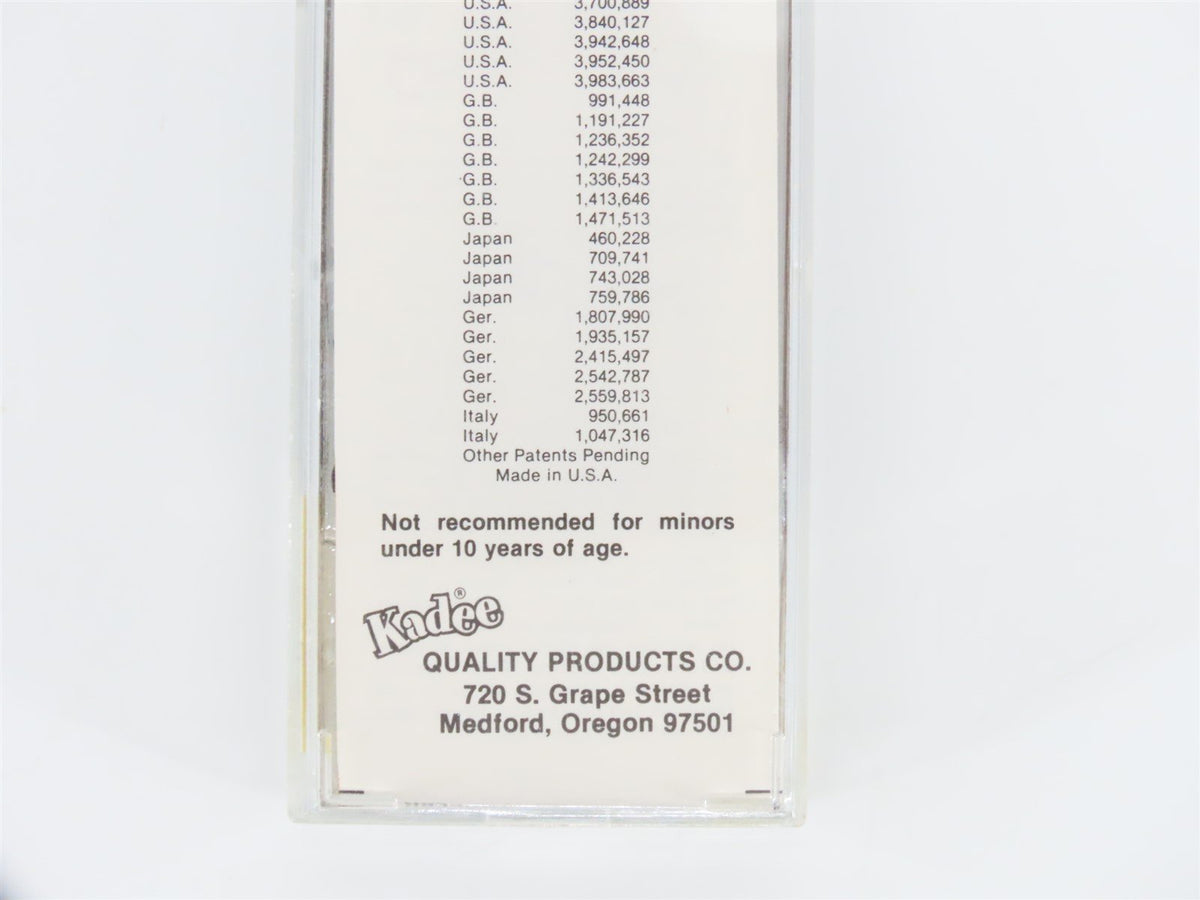 U.S.A. 3,700,889
U.S.A. 3,840,127
U.S.A. 3,942,648
U.S.A. 3,952,450
U.S.A. 3,983,663
G.B. 991,448
G.B. 1,191,227
G.B. 1,236,352
G.B. 1,242,299
G.B. 1,336,543
G.B. 1,413,646
G.B. 1,471,513
Japan 460,228
Japan 709,741
Japan 743,028
Japan 759,786
Ger. 1,807,990
Ger. 1,935,157
Ger. 2,415,497
Ger. 2,542,787
Ger. 2,559,813
Italy 950,661
Italy 1,047,316
Other Patents Pending
Made in U.S.A.
Not recommended for minors
under 10 years of age.
Kadee®
QUALITY PRODUCTS CO.
720 S. Grape Street
Medford, Oregon 97501